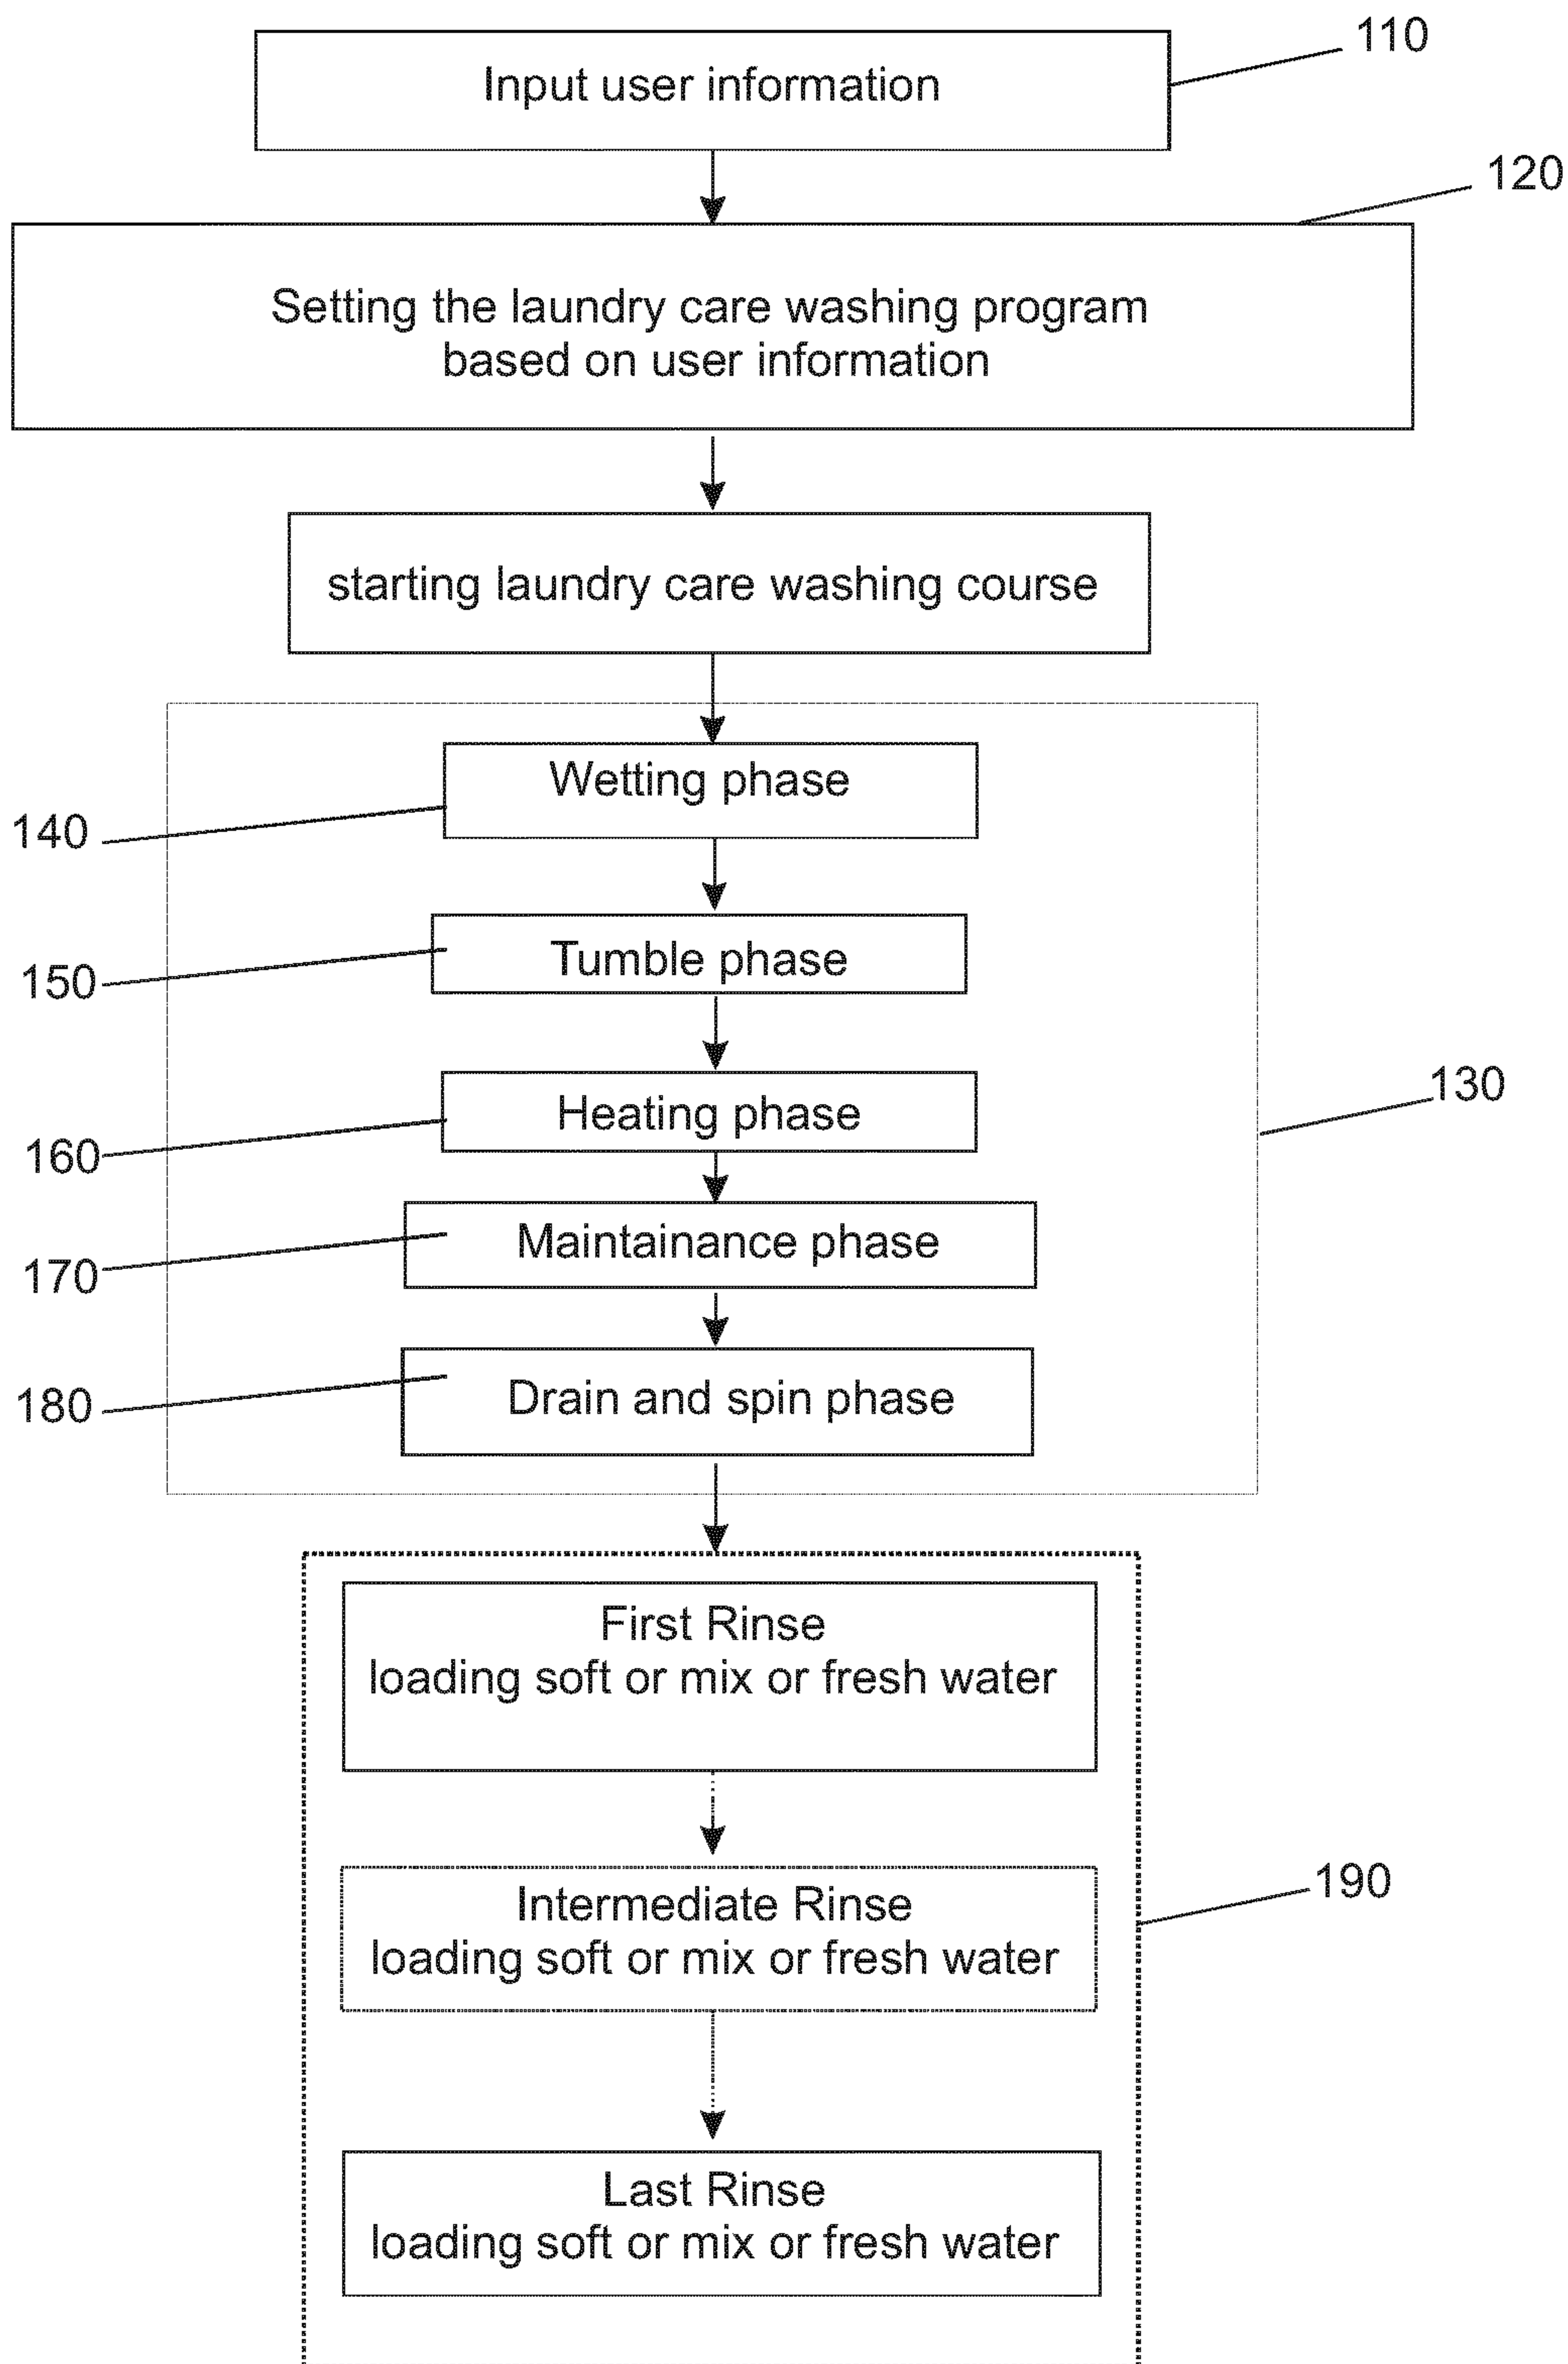 110
Input user information
120
Setting the laundry care washing program
based on user information
starting laundry care washing course
Wetting phase
140
Tumble phase
150
Heating phase
130
160
Maintainance phase
170
Drain and spin phase
180
First Rinse
loading soft or mix or fresh water
Intermediate Rinse
190
loading soft or mix or fresh water
Last Rinse
loading soft or mix or fresh water